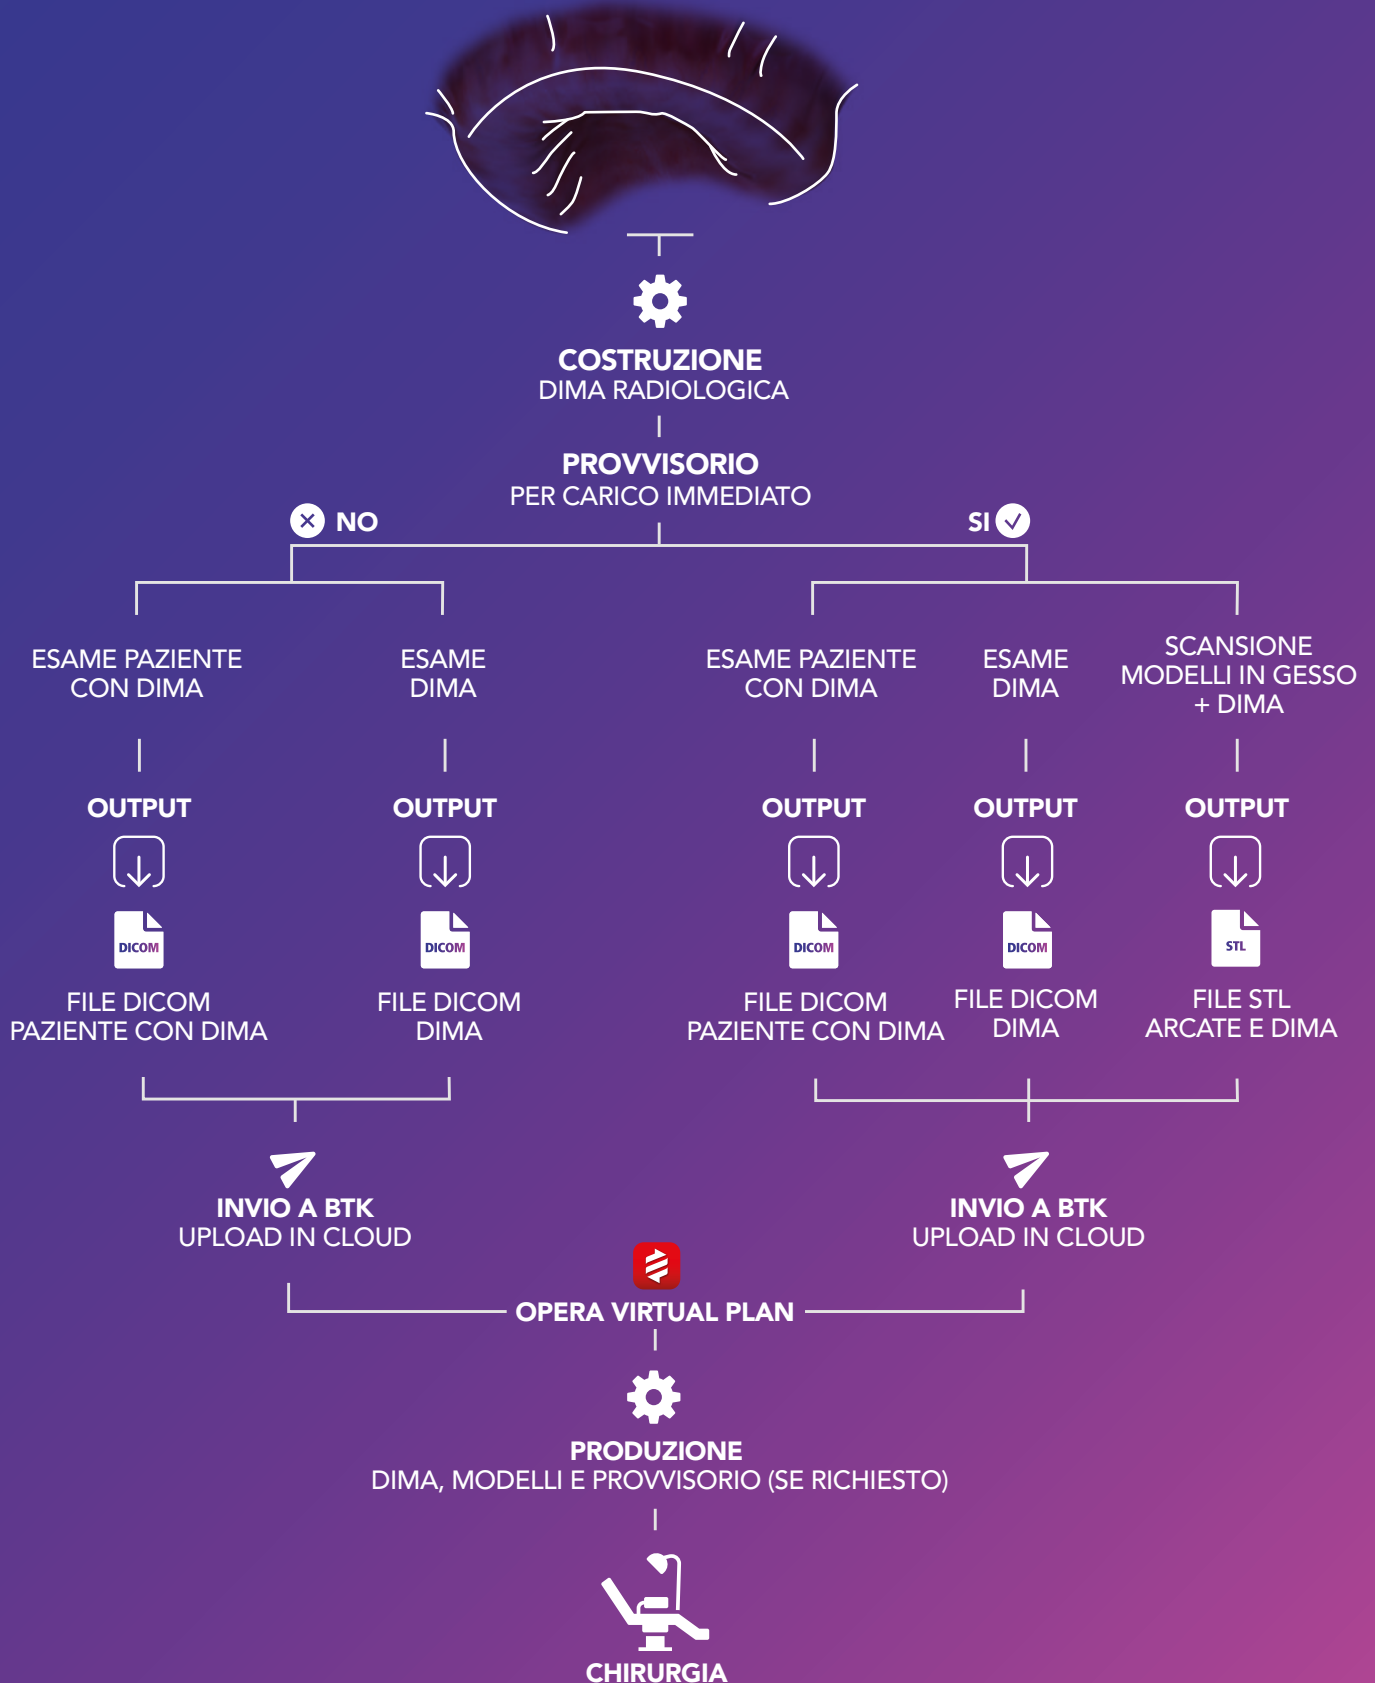 COSTRUZIONE
DIMA RADIOLOGICA
PROVVISORIO
PER CARICO IMMEDIATO
NO
SI
ESAME PAZIENTE
CON DIMA
ESAME
DIMA
ESAME PAZIENTE
CON DIMA
ESAME
DIMA
SCANSIONE
MODELLI IN GESSO
+ DIMA
OUTPUT
OUTPUT
OUTPUT
OUTPUT
OUTPUT
DICOM
DICOM
DICOM
DICOM
STL
FILE DICOM
PAZIENTE CON DIMA
FILE DICOM
DIMA
FILE DICOM
PAZIENTE CON DIMA
FILE DICOM
DIMA
FILE STL
ARCATE E DIMA
INVIO A BTK
UPLOAD IN CLOUD
INVIO A BTK
UPLOAD IN CLOUD
OPERA VIRTUAL PLAN
PRODUZIONE
DIMA, MODELLI E PROVVISORIO (SE RICHIESTO)
CHIRURGIA